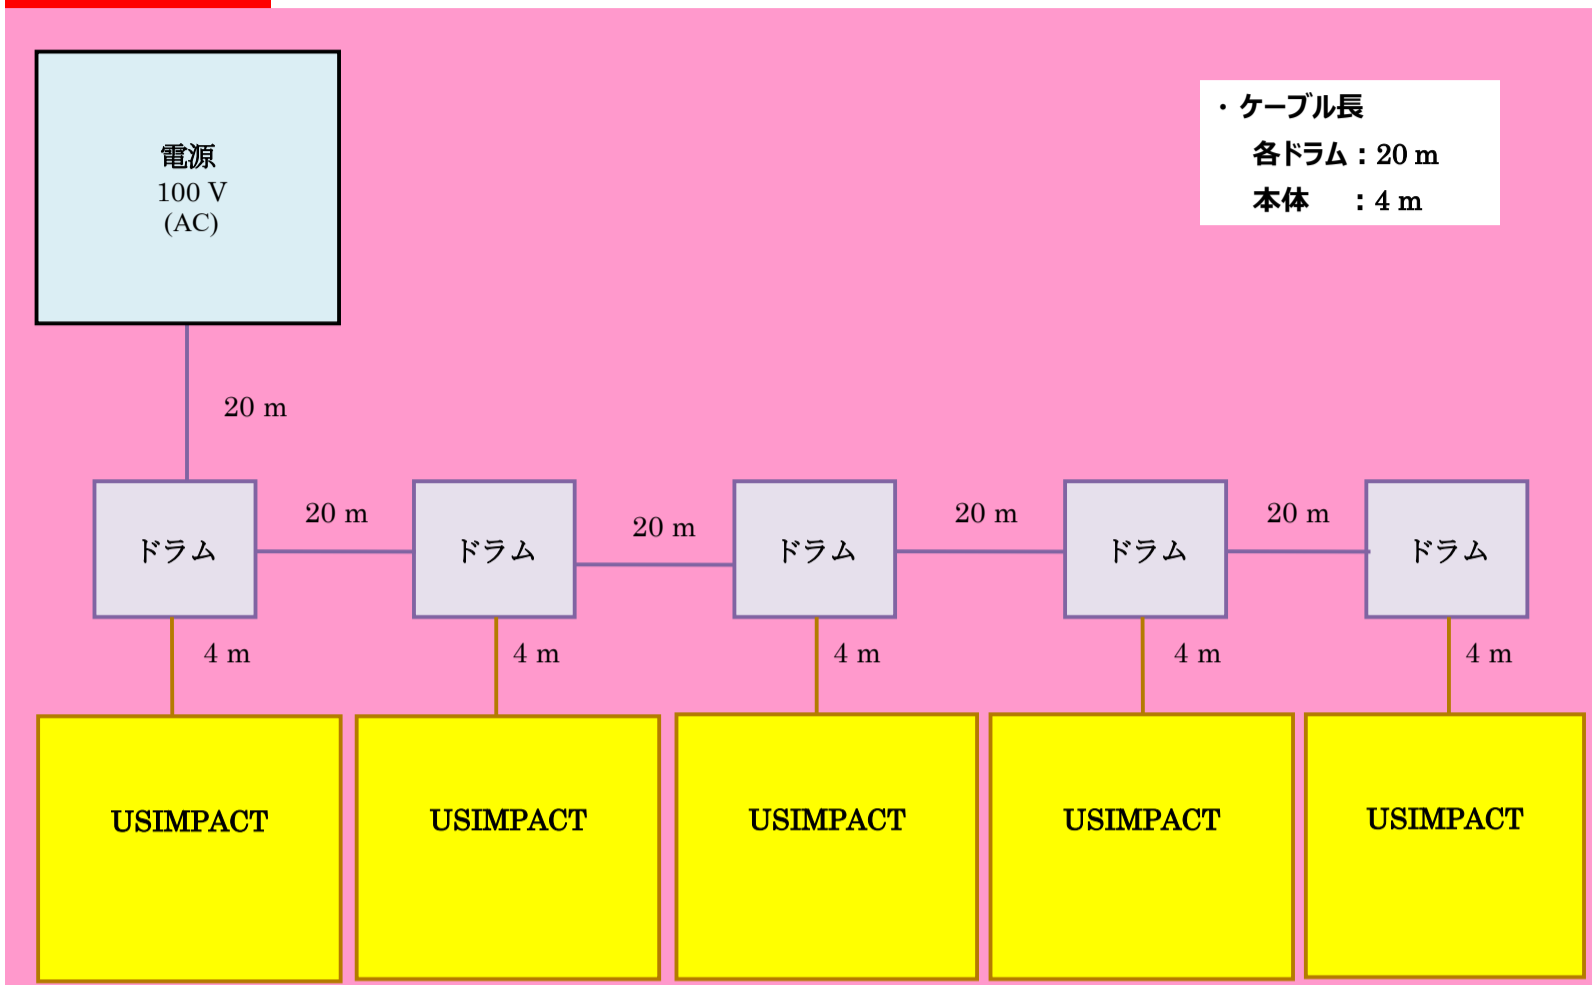 電源
100 V
(AC)
・ケーブル長
各ドラム：20 m
本体　：4 m
20 m
20 m
20 m
20 m
20 m
ドラム
ドラム
ドラム
ドラム
ドラム
4 m
4 m
4 m
4 m
4 m
USIMPACT
USIMPACT
USIMPACT
USIMPACT
USIMPACT